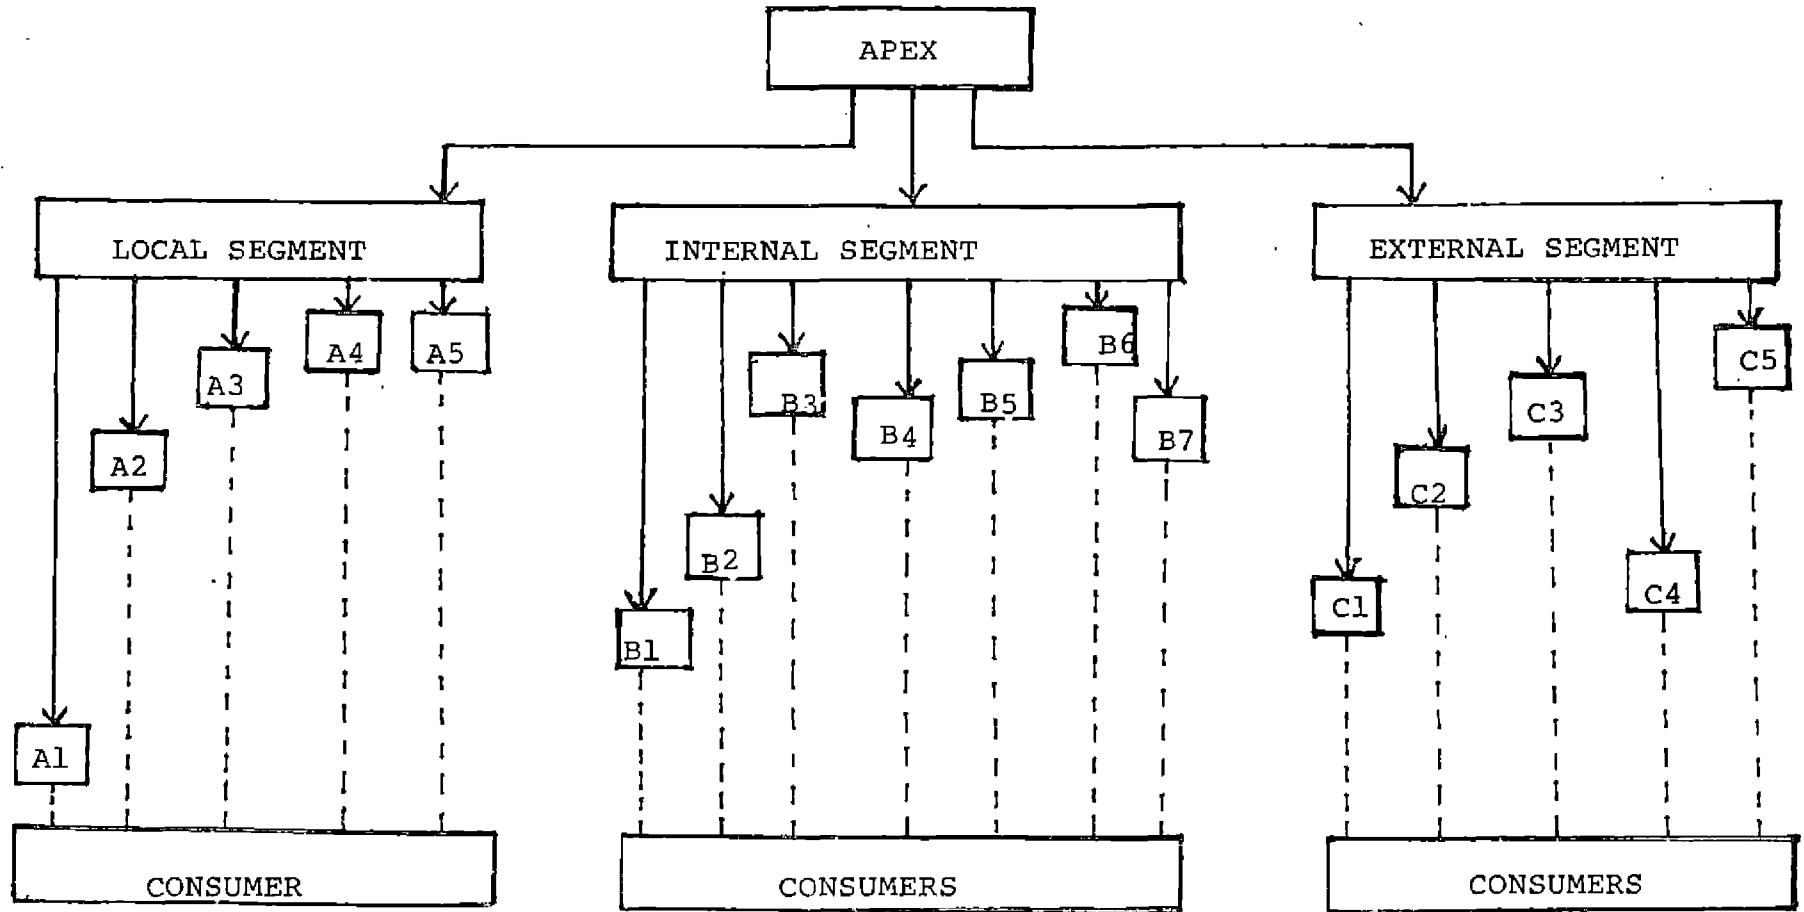 APEX
LOCAL SEGMENT
INTERNAL SEGMENT
EXTERNAL SEGMENT
A1
A2
A3
A4
A5
B1
B2
B3
B4
B5
B6
B7
C1
C2
C3
C4
C5
CONSUMER
CONSUMERS
CONSUMERS